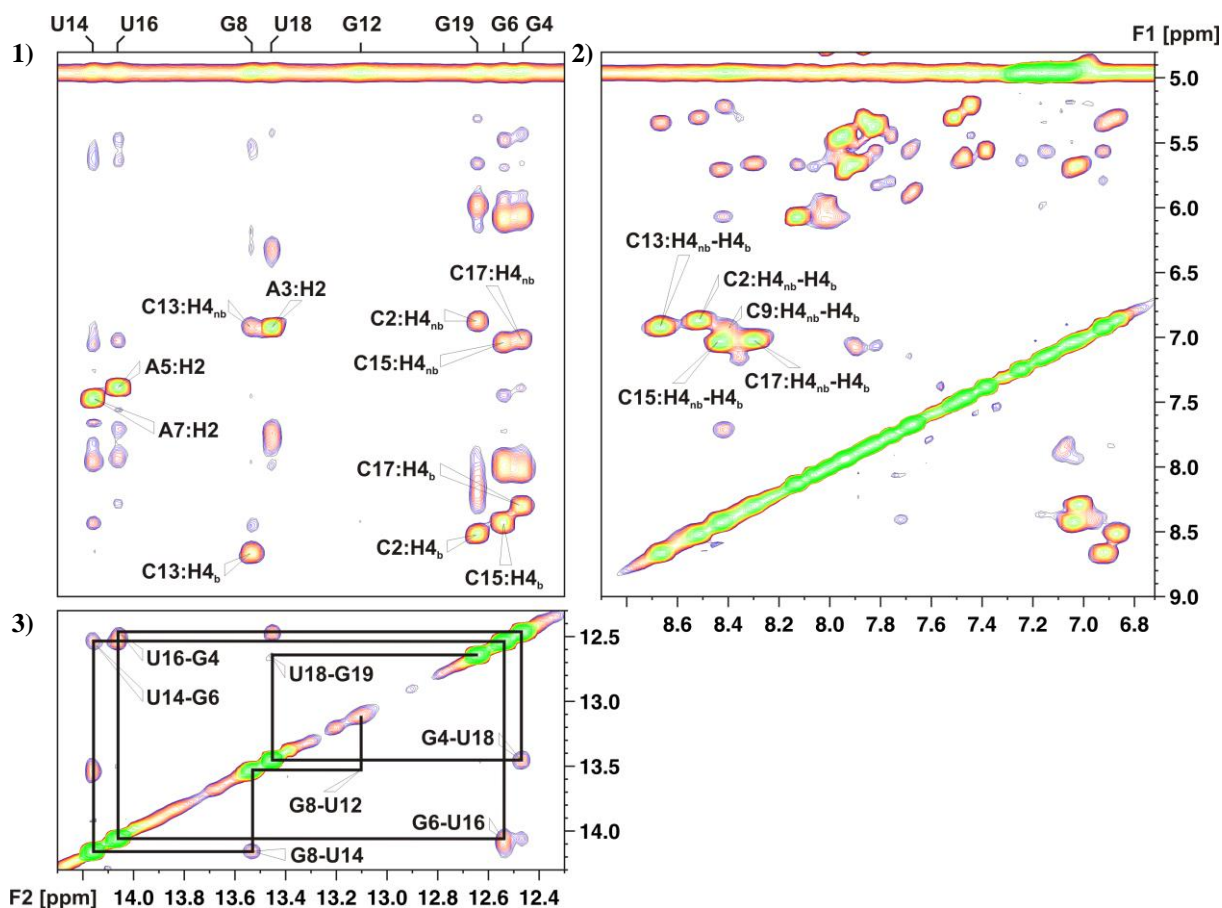 U14 U16 G8 U18 G12 G19 G6 G4
1)
2)
F1 [ppm]
5.0
5.5
6.0
6.5
7.0
7.5
8.0
8.5
9.0
C13:H4nb
A3:H2
C17:H4nb
C2:H4nb
C15:H4nb
A5:H2
A7:H2
C17:H4b
C2:H4b
C13:H4b
C15:H4b
C13:H4nb-H4b
C2:H4nb-H4b
C9:H4nb-H4b
C15:H4nb-H4b
C17:H4nb-H4b
8.6 8.4 8.2 8.0 7.8 7.6 7.4 7.2 7.0 6.8
3)
U16-G4
U14-G6
U18-G19
G4-U18
G8-U12
G6-U16
G8-U14
12.5
13.0
13.5
14.0
F2 [ppm] 14.0 13.8 13.6 13.4 13.2 13.0 12.8 12.6 12.4